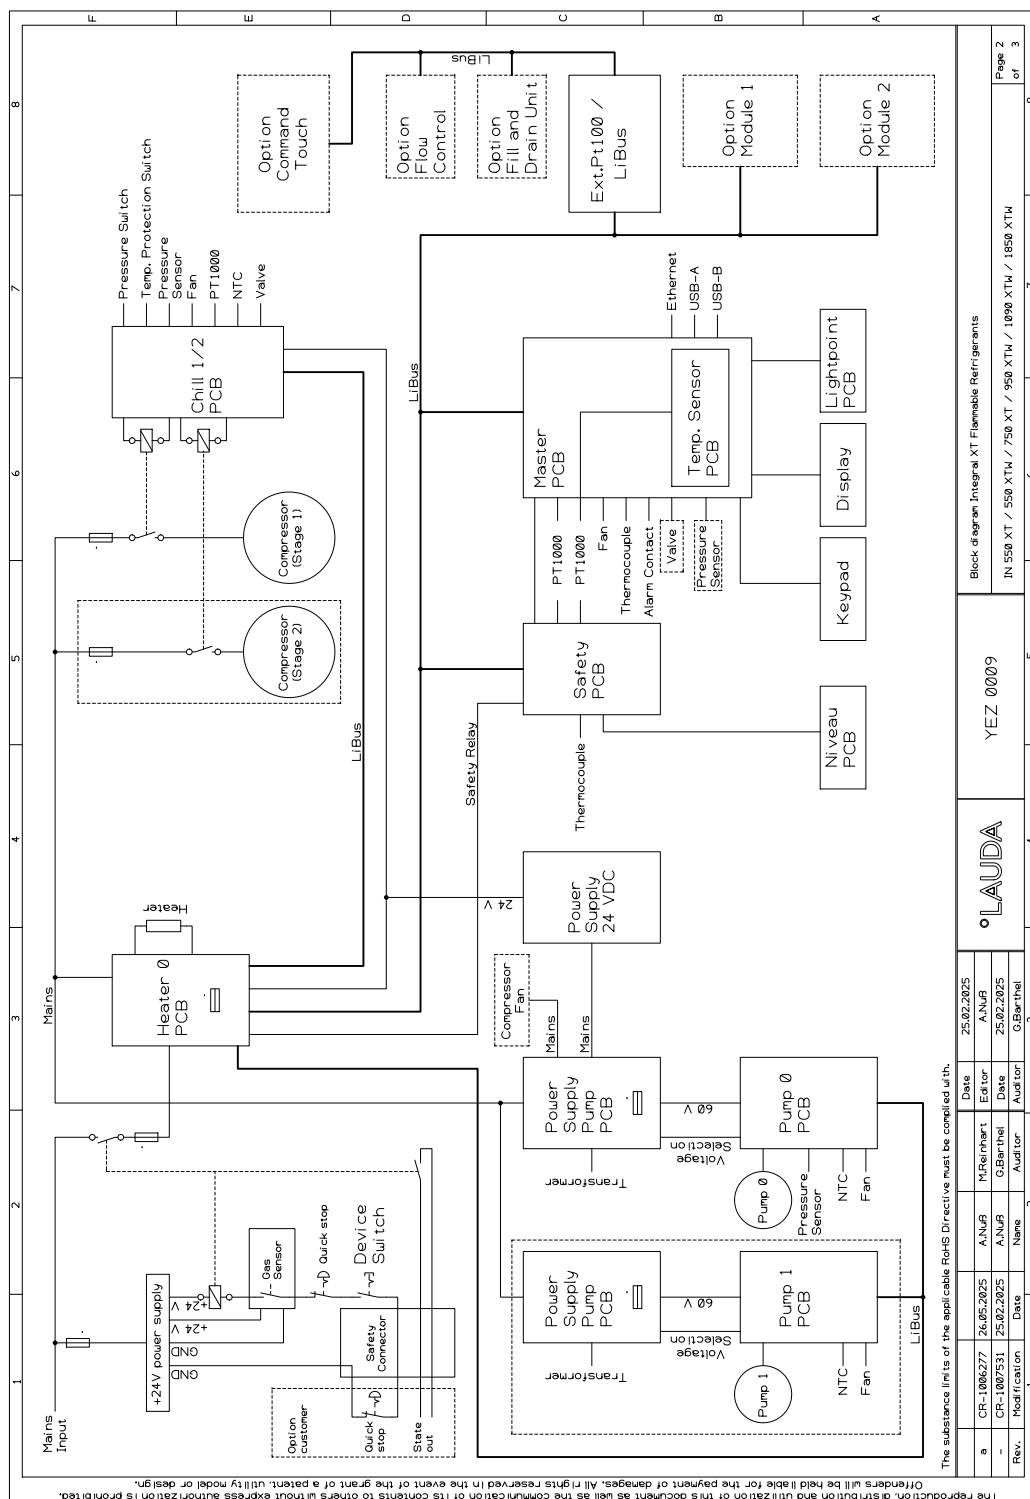 F
E
D
C
B
A
8
7
6
5
4
3
2
1
Option
Command
Touch
LiBus
Option
Flow
Control
Option
Fill and
Drain Unit
Ext.Pt100 /
LiBus
Option
Module 1
Option
Module 2
Pressure Switch
Temp. Protection Switch
Pressure
Sensor
Fan
PT1000
NTC
Valve
Chill 1/2
PCB
LiBus
LiBus
Ethernet
USB-A
USB-B
Master
PCB
Temp. Sensor
PCB
Lightpoint
PCB
Display
Keypad
PT1000
PT1000
Fan
Thermocouple
Alarm Contact
Valve
Pressure
Sensor
Compressor
(Stage 1)
Compressor
(Stage 2)
Safety
PCB
Niveau
PCB
Safety Relay
Thermocouple
Heater
Heater 0
PCB
Mains
24 V
Power
Supply
24 VDC
Compressor
Fan
Mains
Mains
Power
Supply
Pump
PCB
60 V
Voltage
Selection
Pump 0
PCB
Transformer
Pump 0
Pressure
Sensor
NTC
Fan
Power
Supply
Pump
PCB
60 V
Voltage
Selection
Pump 1
PCB
Transformer
Pump 1
NTC
Fan
LiBus
Mains
Input
+24V power supply
+24 V
+24 V
GND
GND
Gas
Sensor
Quick stop
Device
Switch
Safety
Connector
Option
customer
Quick
stop
State
out
The substance limits of the applicable RoHS Directive must be complied with.
a
CR-1006277
26.05.2025
A.Nuß
M.Reinhart
-
CR-1007531
25.02.2025
A.Nuß
G.Barthel
Rev.
Modification
Date
Name
Auditor
Date
25.02.2025
Editor
A.Nuß
Date
25.02.2025
Auditor
G.Barthel
LAUDA
YEZ 0009
Block diagram Integral XT Flammable Refrigerants
IN 550 XT / 550 XTW / 750 XT / 950 XTW / 1090 XTW / 1850 XTW
Page 2
of 3
The reproduction, distribution and utilization of this document as well as the communication of its contents to others without express authorization is prohibited.
Offenders will be held liable for the payment of damages. All rights reserved in the event of the grant of a patent, utility model or design.